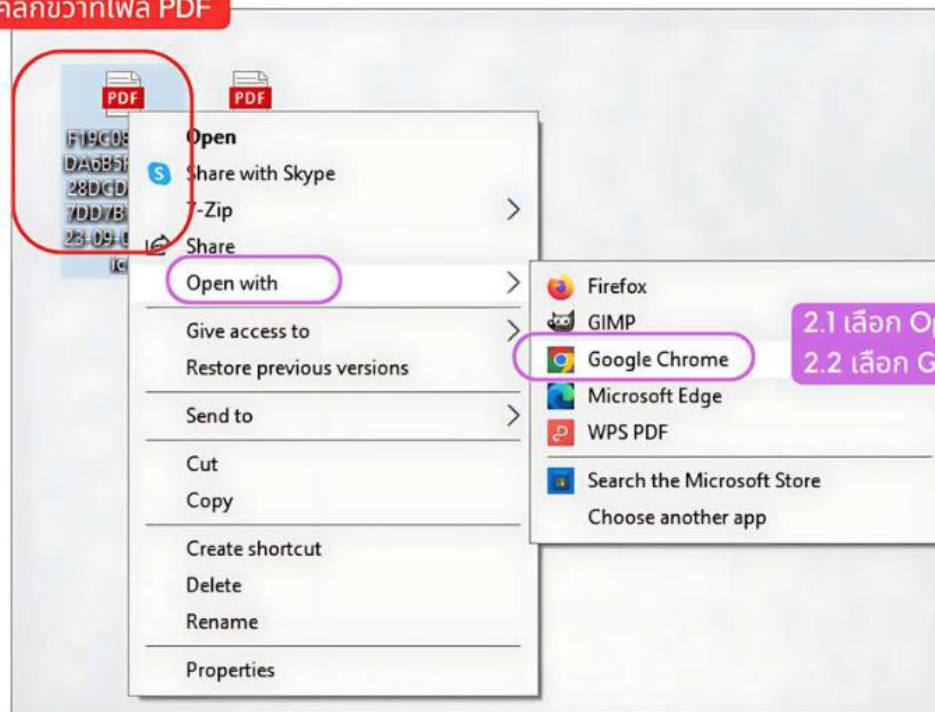 คลิกขวาที่ไฟล์ PDF
PDF
PDF
Open
Share with Skype
7-Zip
Share
Open with
Give access to
Restore previous versions
Send to
Cut
Copy
Create shortcut
Delete
Rename
Properties
Firefox
GIMP
Google Chrome
Microsoft Edge
WPS PDF
Search the Microsoft Store
Choose another app
2.1 เลือก
2.2 เลือก